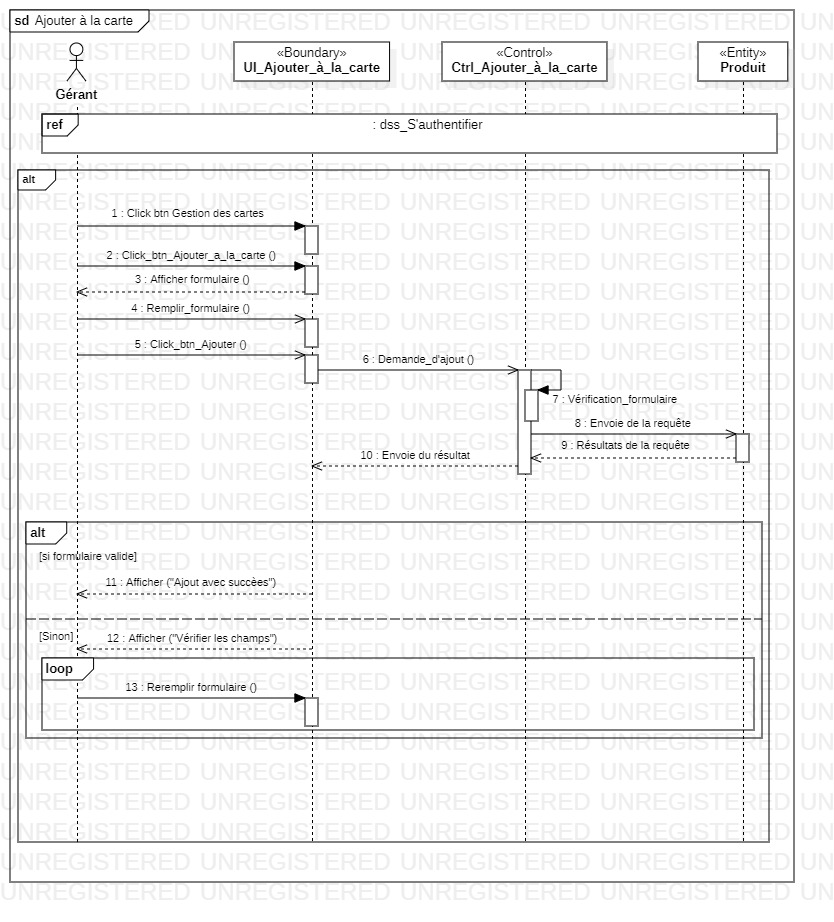 sd Ajouter à la carte
Gérant
«Boundary»
UI_Ajouter_à_la_carte
«Control»
Ctrl_Ajouter_à_la_carte
«Entity»
Produit
ref
: dss_S'authentifier
alt
1 : Click btn Gestion des cartes
2 : Click_btn_Ajouter_a_la_carte ()
3 : Afficher formulaire ()
4 : Remplir_formulaire ()
5 : Click_btn_Ajouter ()
6 : Demande_d'ajout ()
7 : Vérification_formulaire
8 : Envoie de la requête
9 : Résultats de la requête
10 : Envoie du résultat
alt
[si formulaire valide]
11 : Afficher ("Ajout avec succèes")
[Sinon]
12 : Afficher ("Vérifier les champs")
loop
13 : Reremplir formulaire ()
UNREGISTERED